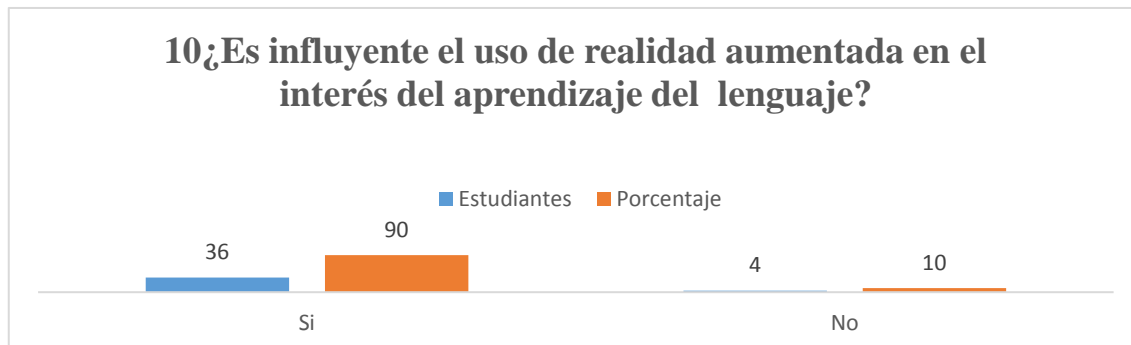 10¿Es influyente el uso de realidad aumentada en el
interés del aprendizaje del  lenguaje?
Estudiantes Porcentaje
36 90 4 10
Si No